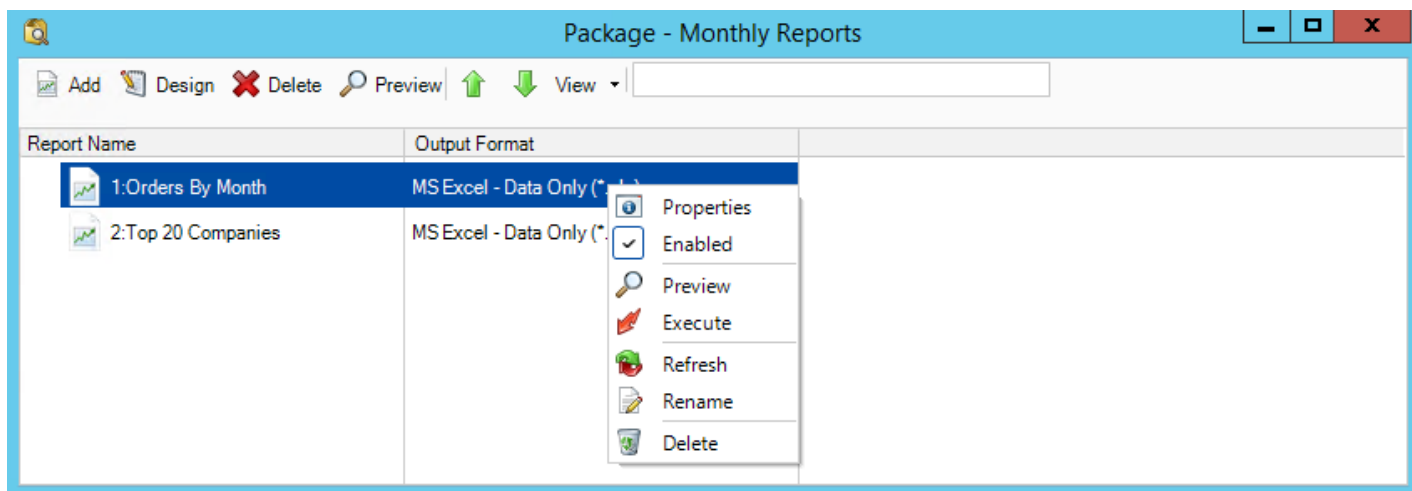 Package - Monthly Reports
X
Add Design Delete Preview View
Report Name Output Format
1:Orders By Month MS Excel - Data Only (*.
2:Top 20 Companies MS Excel - Data Only (*.
Properties
Enabled
Preview
Execute
Refresh
Rename
Delete